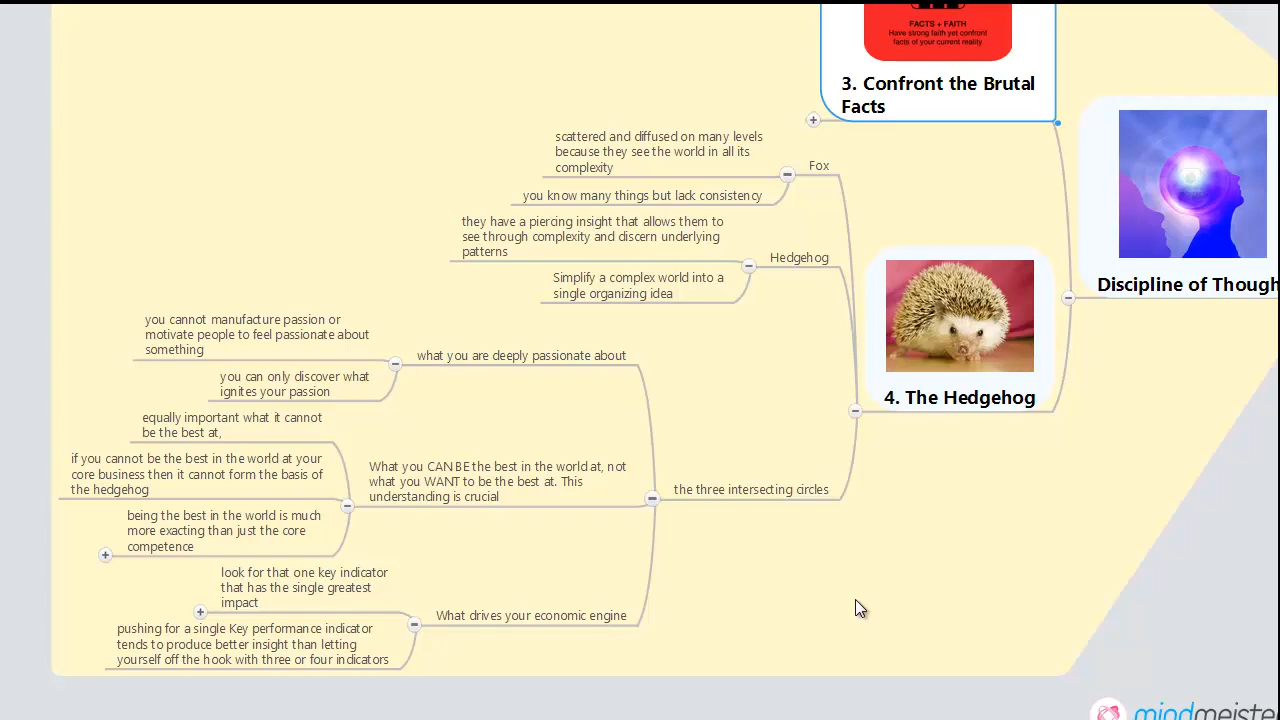 FACTS + FAITH
Have strong faith yet confront
facts of your current reality
3. Confront the Brutal
Facts
scattered and diffused on many levels
because they see the world in all its
complexity
Fox
you know many things but lack consistency
they have a piercing insight that allows them to
see through complexity and discern underlying
patterns
Hedgehog
Simplify a complex world into a
single organizing idea
Discipline of Though
4. The Hedgehog
you cannot manufacture passion or
motivate people to feel passionate about
something
what you are deeply passionate about
you can only discover what
ignites your passion
equally important what it cannot
be the best at,
if you cannot be the best in the world at your
core business then it cannot form the basis of
the hedgehog
What you CAN BE the best in the world at, not
what you WANT to be the best at. This
understanding is crucial
the three intersecting circles
being the best in the world is much
more exacting than just the core
competence
look for that one key indicator
that has the single greatest
impact
What drives your economic engine
pushing for a single Key performance indicator
tends to produce better insight than letting
yourself off the hook with three or four indicators
mindmeiste